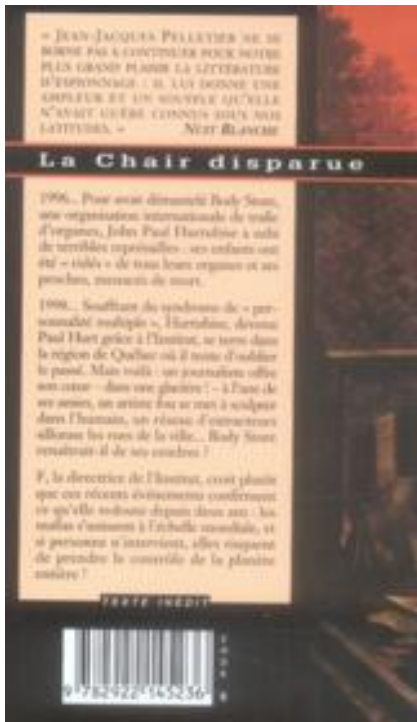 « JEAN-JACQUES PELLETIER NE SE
BORNE PAS À CONTINUER POUR NOTRE
PLUS GRAND PLAISIR LA LITTÉRATURE
D'ESPIONNAGE : IL LUI DONNE UNE
AMPLEUR ET UN SOUFFLE QU'ELLE
N'AVAIT GUÈRE CONNUS SOUS NOS
LATITUDES. » NUIT BLANCHE
La Chair disparue
1996... Pour avoir démantelé Body Store,
une organisation internationale de trafic
d'organes, John Paul Hurtubise a subi
de terribles représailles : ses enfants ont
été « vidés » de tous leurs organes et ses
proches, menacés de mort.
1998... Souffrant du syndrome de « per-
sonnalité multiple », Hurtubise, devenu
Paul Hurt grâce à l'Institut, se terre dans
la région de Québec où il tente d'oublier
le passé. Mais voilà : un journaliste offre
son cœur – dans une glacière ! – à l'une de
ses amies, un artiste fou se met à sculpter
dans l'humain, un réseau d'extracteurs
sillonne les rues de la ville... Body Store
renaîtrait-il de ses cendres ?
F, la directrice de l'Institut, croit plutôt
que ces récents événements confirment
ce qu'elle redoute depuis deux ans : les
mafias s'unissent à l'échelle mondiale, et
si personne n'intervient, elles risquent
de prendre le contrôle de la planète
entière !
TEXTE INÉDIT
9 782922 145236